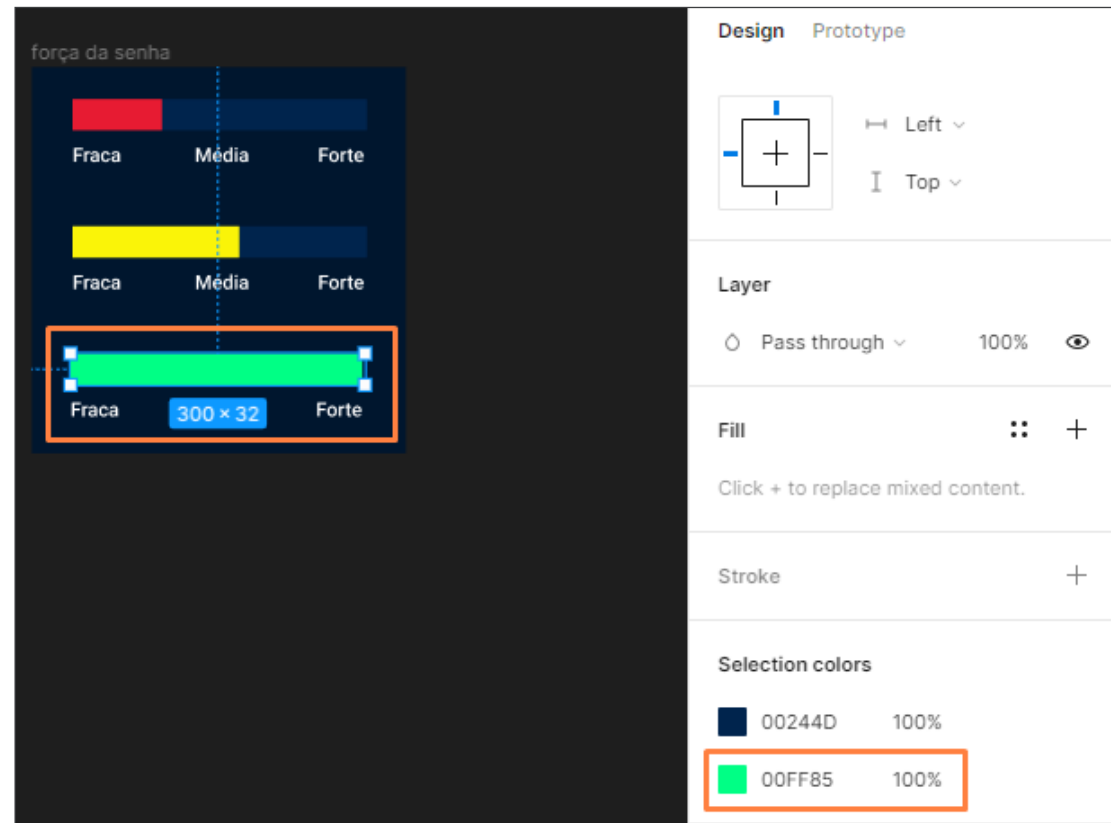 força da senha
Fraca Média Forte
Fraca Média Forte
Fraca 300 × 32 Forte
Design Prototype
Left
Top
Layer
Pass through 100%
Fill
Click + to replace mixed content.
Stroke
Selection colors
00244D 100%
00FF85 100%